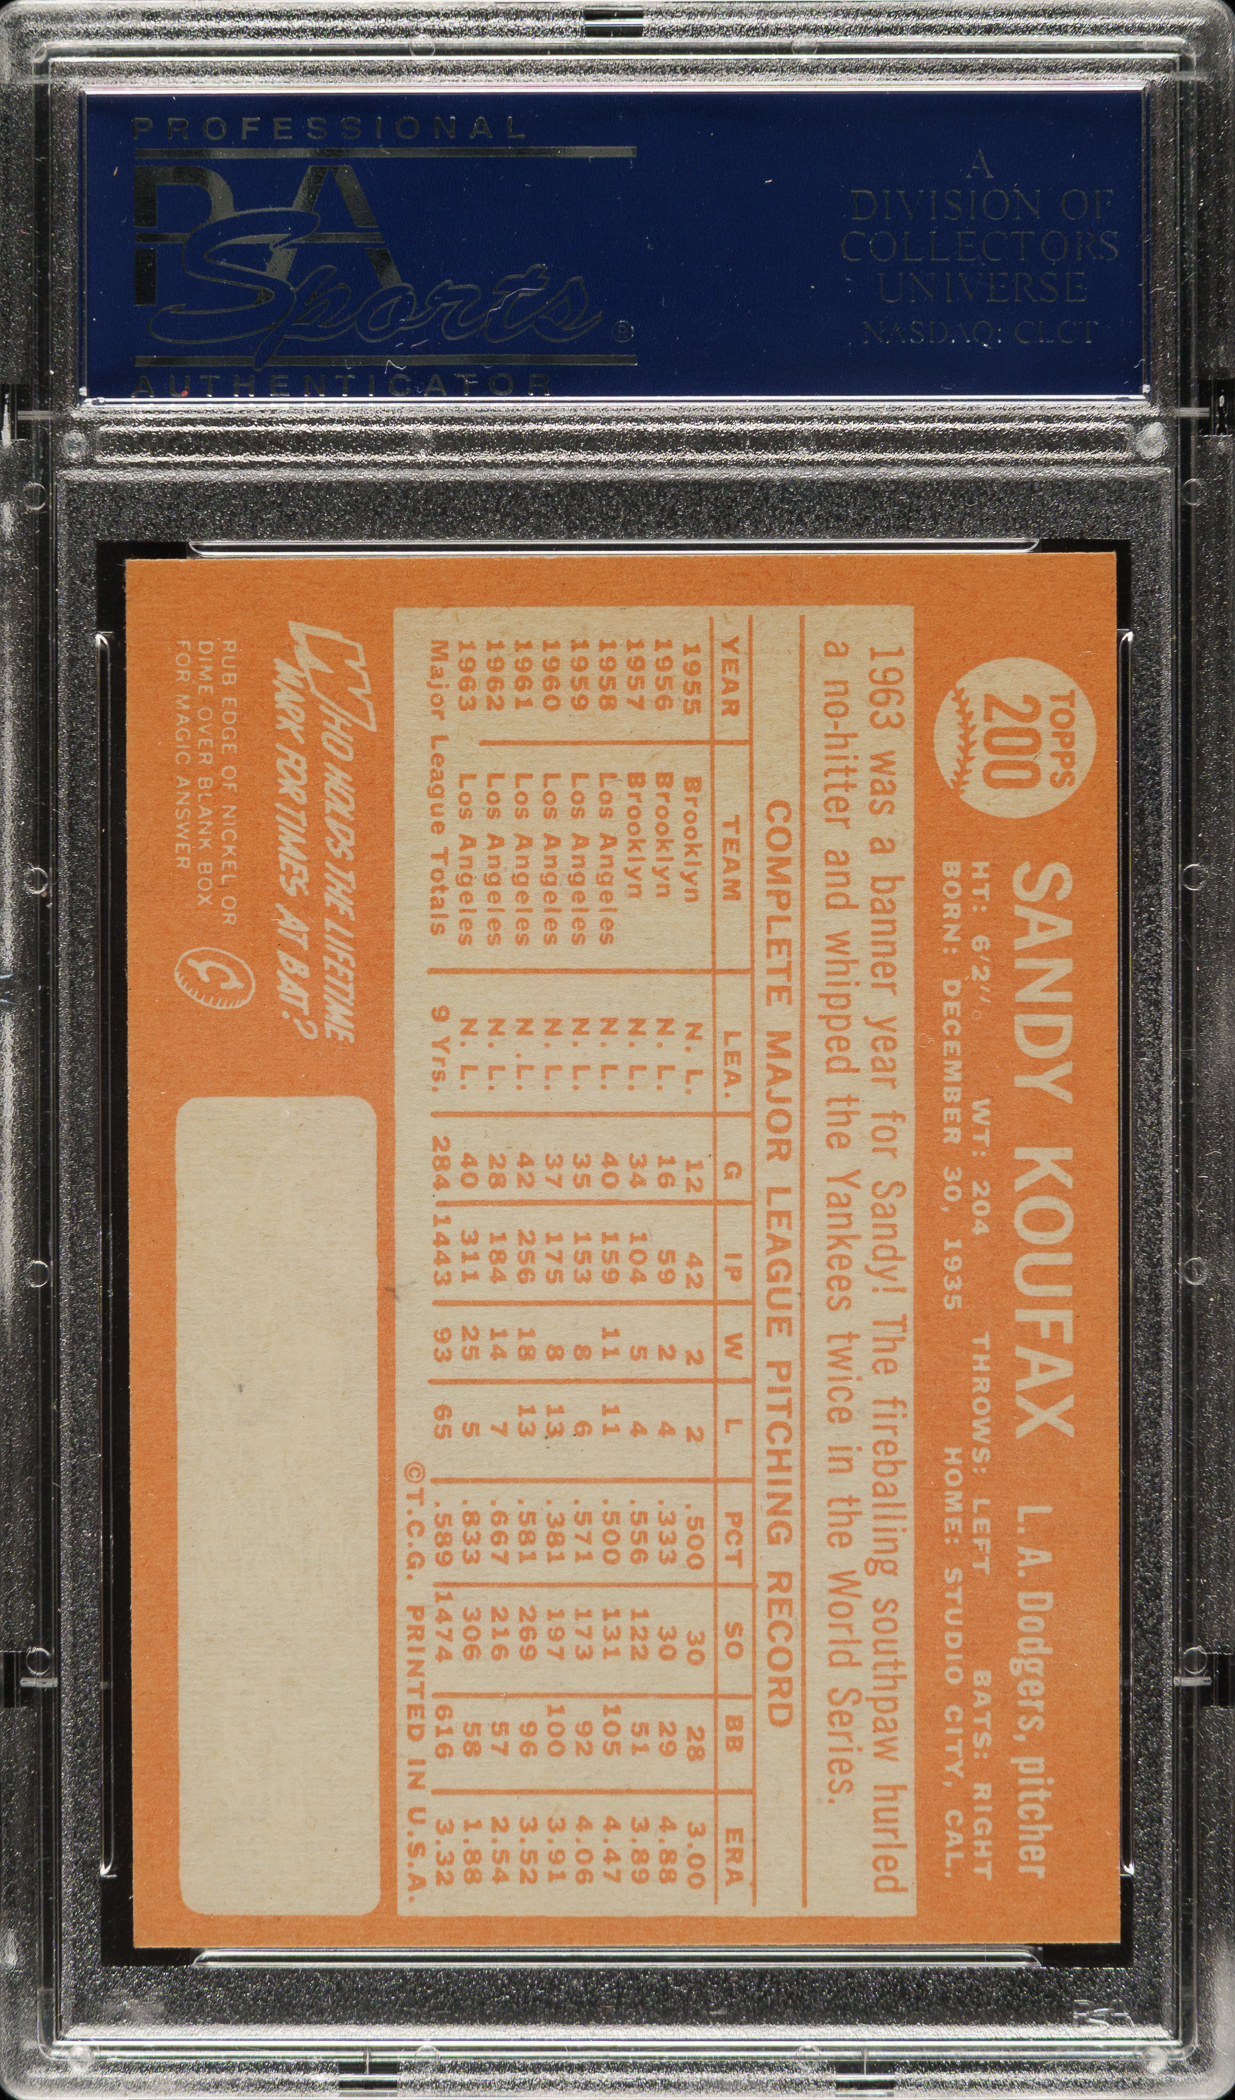 PROFESSIONAL
PSA
Sports ®
AUTHENTICATOR
A
DIVISION OF
COLLECTORS
UNIVERSE
NASDAQ: CLCT
TOPPS
200
SANDY KOUFAX L. A. Dodgers, pitcher
HT: 6'2". WT: 204 THROWS: LEFT BATS: RIGHT
BORN: DECEMBER 30, 1935 HOME: STUDIO CITY, CAL.
1963 was a banner year for Sandy! The fireballing southpaw hurled
a no-hitter and whipped the Yankees twice in the World Series.
COMPLETE MAJOR LEAGUE PITCHING RECORD
YEAR TEAM LEA. G IP W L PCT SO BB ERA
1955 Brooklyn N. L. 12 42 2 2 .500 30 28 3.00
1956 Brooklyn N. L. 16 59 2 4 .333 30 29 4.88
1957 Brooklyn N. L. 34 104 5 4 .556 122 51 3.89
1958 Los Angeles N. L. 40 159 11 11 .500 131 105 4.47
1959 Los Angeles N. L. 35 153 8 6 .571 173 92 4.06
1960 Los Angeles N. L. 37 175 8 13 .381 197 100 3.91
1961 Los Angeles N. L. 42 256 18 13 .581 269 96 3.52
1962 Los Angeles N. L. 28 184 14 7 .667 216 57 2.54
1963 Los Angeles N. L. 40 311 25 5 .833 306 58 1.88
Major League Totals 9 Yrs. 284 1443 93 65 .589 1474 616 3.32
©T.C.G. PRINTED IN U.S.A.
WHO HOLDS THE LIFETIME
MARK FOR TIMES AT BAT?
RUB EDGE OF NICKEL OR
DIME OVER BLANK BOX
FOR MAGIC ANSWER
PSA